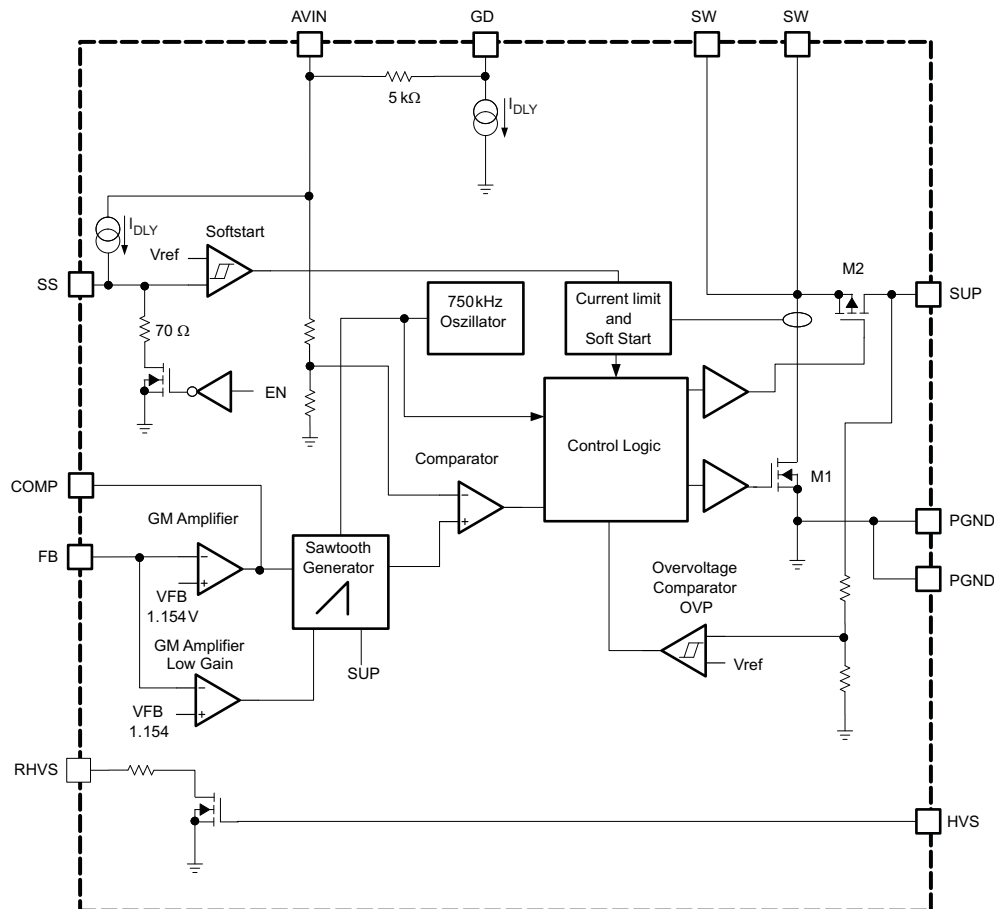 AVIN
GD
SW
SW
5 kΩ
IDLY
IDLY
Softstart
Vref
SS
M2
SUP
750kHz
Oszillator
Current limit
and
Soft Start
70 Ω
EN
Control Logic
Comparator
−
+
M1
COMP
GM Amplifier
FB
−
+
VFB
1.154V
Sawtooth
Generator
PGND
PGND
Overvoltage
Comparator
OVP
GM Amplifier
Low Gain
SUP
Vref
−
+
VFB
1.154
RHVS
HVS